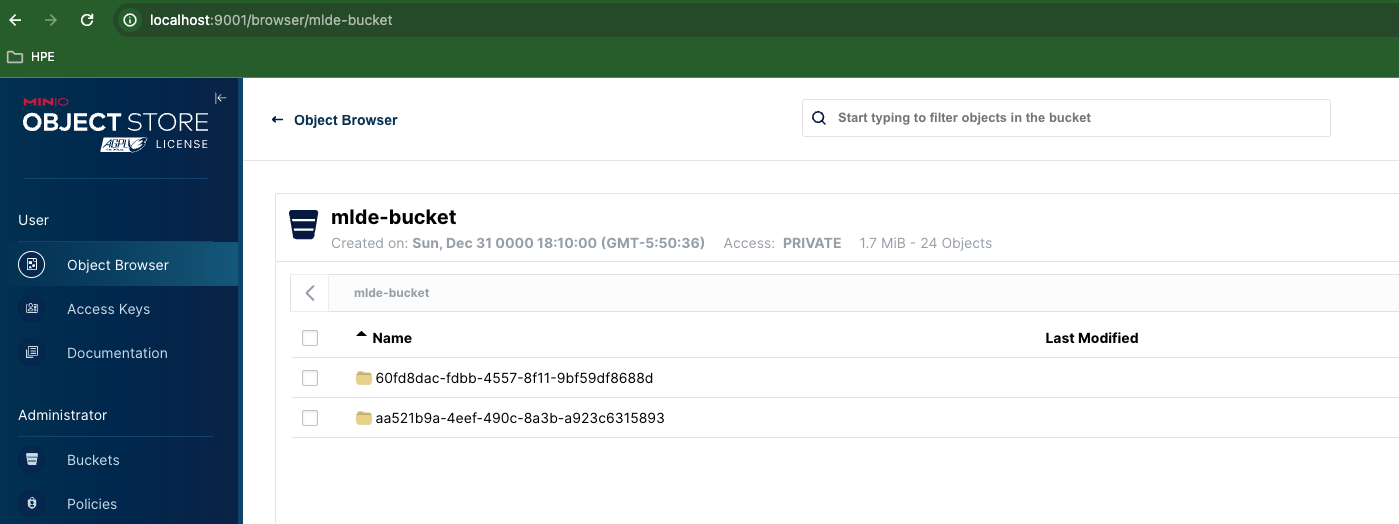 localhost:9001/browser/mlde-bucket
HPE
MINIO
OBJECT STORE
AGPL LICENSE
Object Browser
Start typing to filter objects in the bucket
User
Object Browser
Access Keys
Documentation
Administrator
Buckets
Policies
mlde-bucket
Created on: Sun, Dec 31 0000 18:10:00 (GMT-5:50:36) Access: PRIVATE 1.7 MiB - 24 Objects
mlde-bucket
Name Last Modified
60fd8dac-fdbb-4557-8f11-9bf59df8688d
aa521b9a-4eef-490c-8a3b-a923c6315893